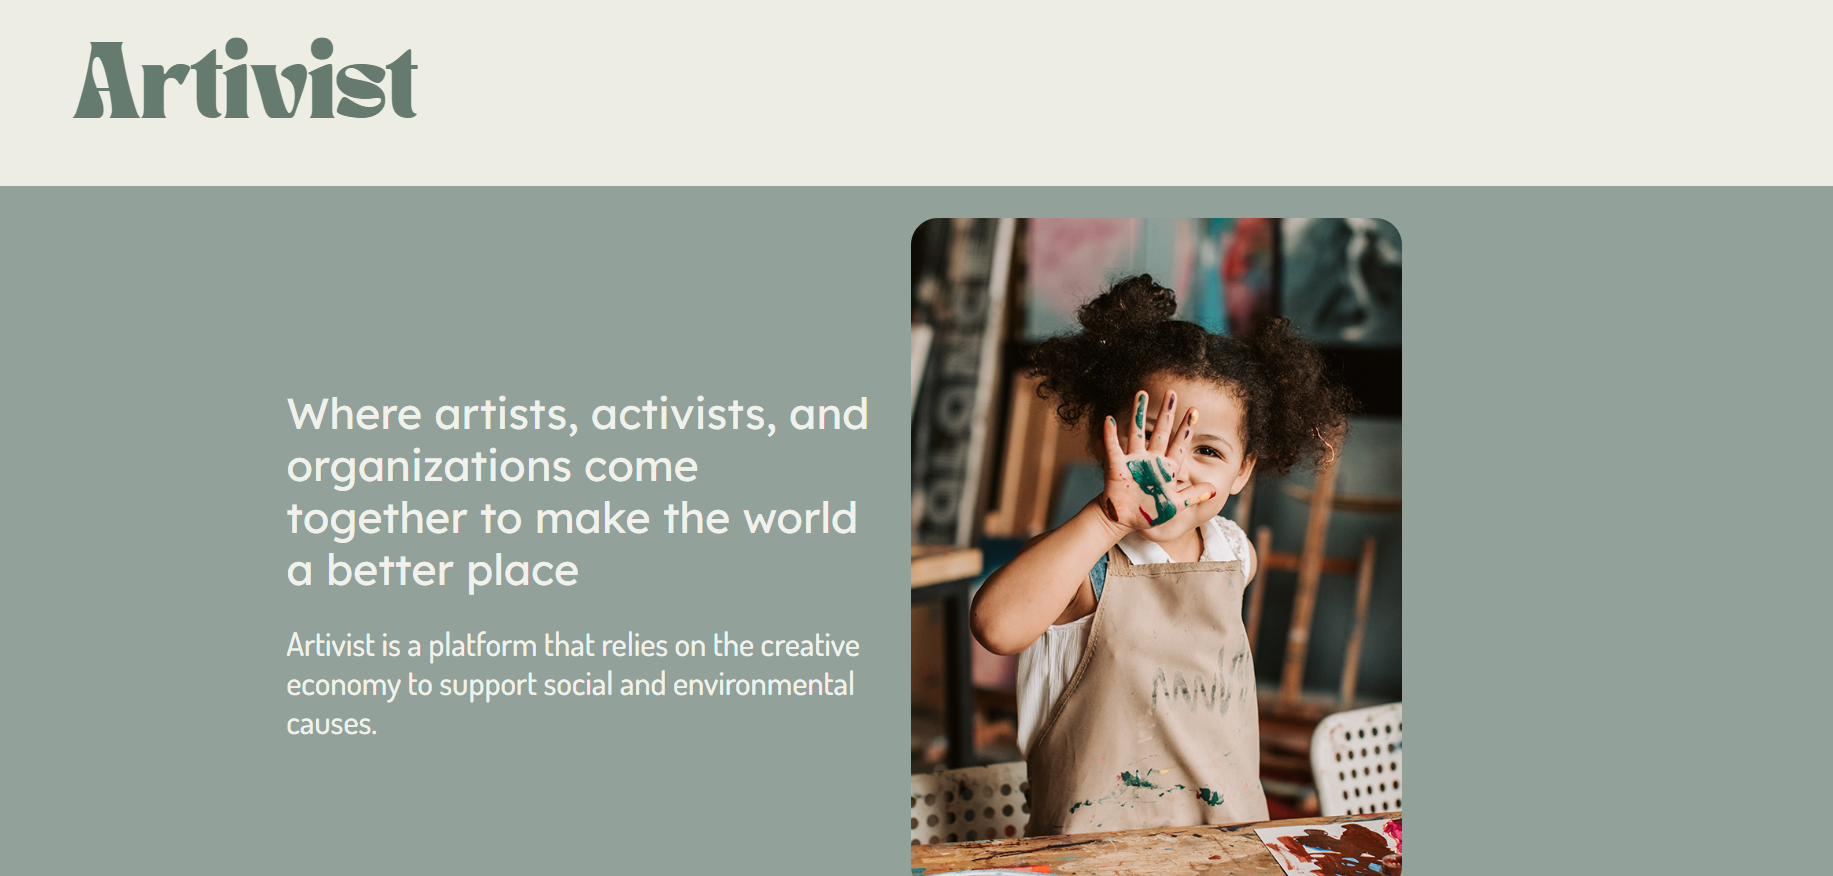 Artivist
Where artists, activists, and
organizations come
together to make the world
a better place
Artivist is a platform that relies on the creative
economy to support social and environmental
causes.